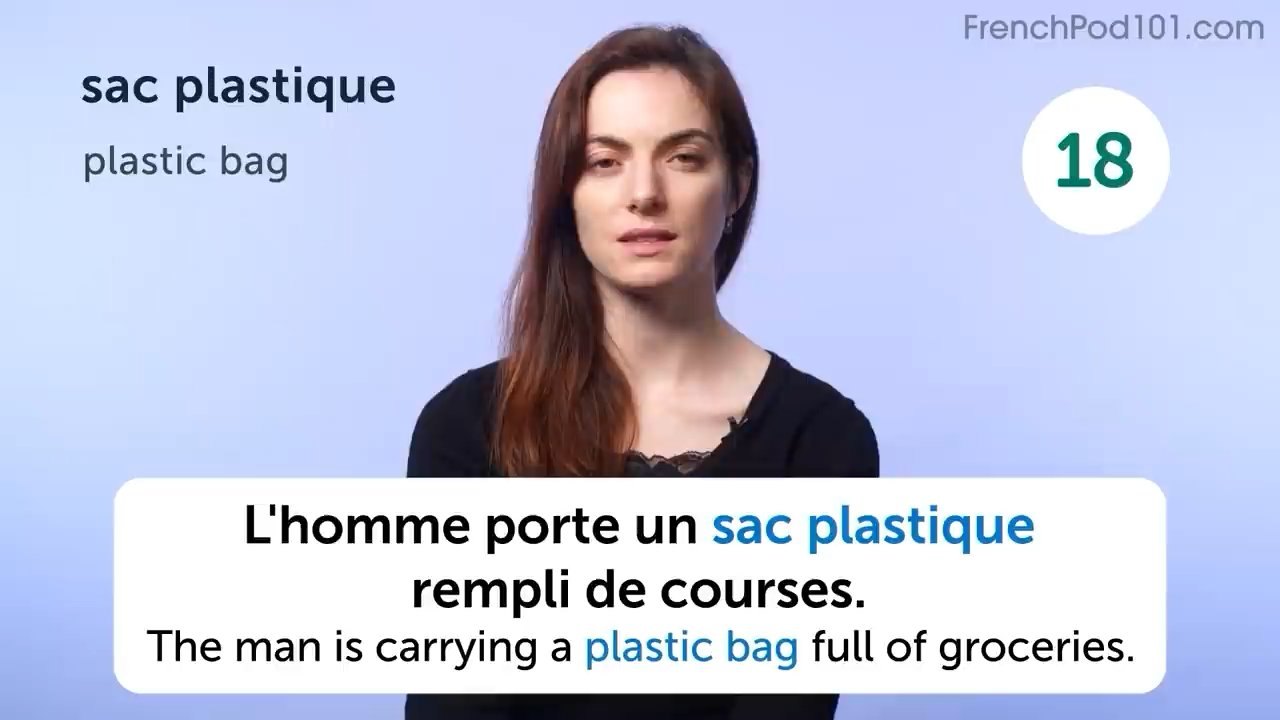 FrenchPod101.com
sac plastique
plastic bag
18
L'homme porte un sac plastique
rempli de courses.
The man is carrying a plastic bag full of groceries.